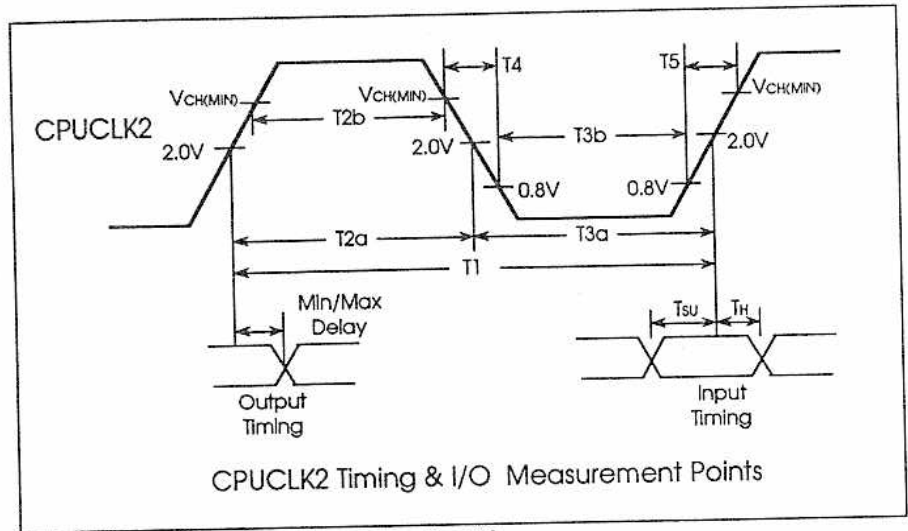 T4
T5
VCH(MIN)
VCH(MIN)
VCH(MIN)
CPUCLK2
T2b
T3b
2.0V
2.0V
2.0V
0.8V
0.8V
T2a
T3a
T1
Min/Max
Delay
TSU
TH
Output
Timing
Input
Timing
CPUCLK2 Timing & I/O Measurement Points